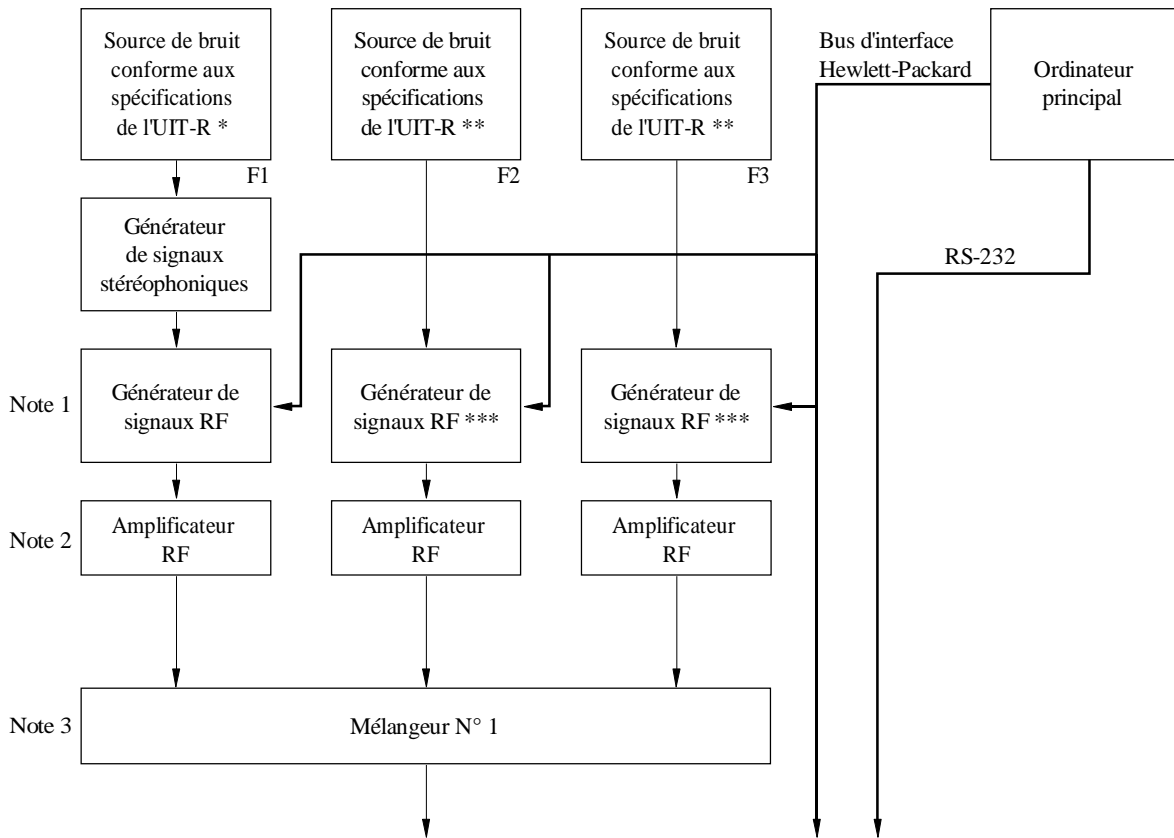 Source de bruit
conforme aux
spécifications
de l'UIT-R *
Source de bruit
conforme aux
spécifications
de l'UIT-R **
Source de bruit
conforme aux
spécifications
de l'UIT-R **
Bus d'interface
Hewlett-Packard
Ordinateur
principal
F1
F2
F3
Générateur
de signaux
stéréophoniques
RS-232
Note 1
Générateur de
signaux RF
Générateur de
signaux RF ***
Générateur de
signaux RF ***
Note 2
Amplificateur
RF
Amplificateur
RF
Amplificateur
RF
Note 3
Mélangeur N° 1